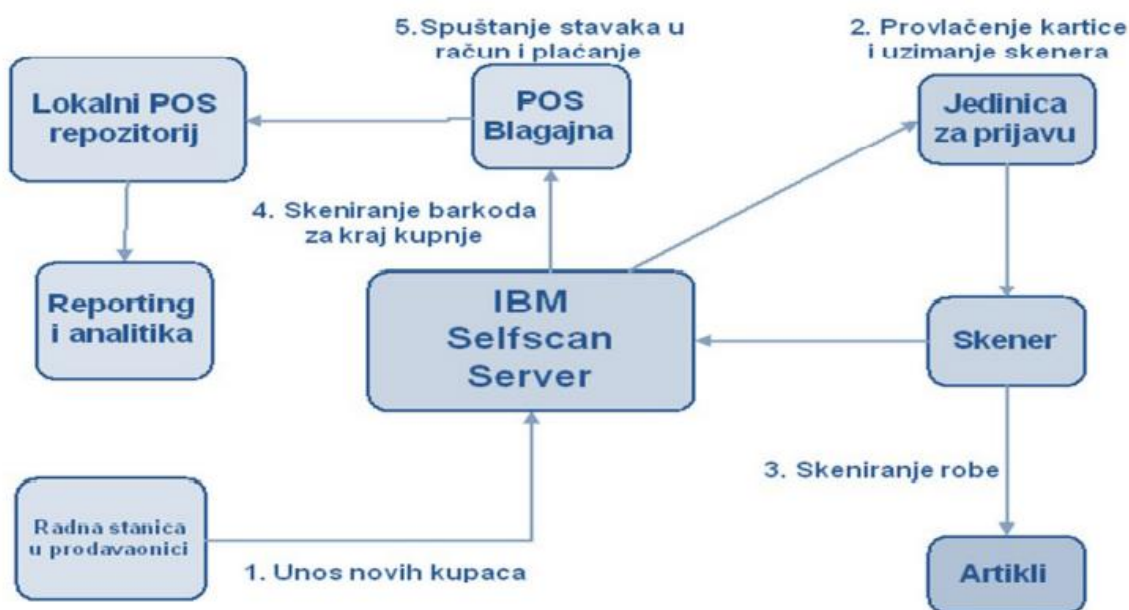 5.Spuštanje stavaka u
račun i plaćanje
2. Provlačenje kartice
i uzimanje skenera
Lokalni POS
repozitorij
POS
Blagajna
Jedinica
za prijavu
4. Skeniranje barkoda
za kraj kupnje
Reporting
i analitika
IBM
Selfscan
Server
Skener
3. Skeniranje robe
Radna stanica
u prodavaonici
1. Unos novih kupaca
Artikli